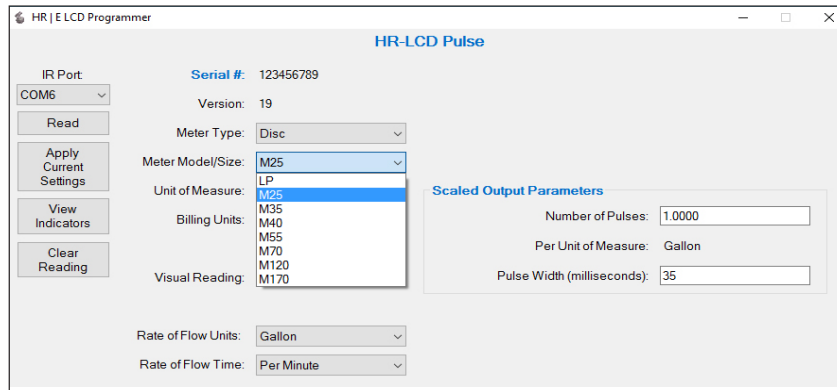 HR | E LCD Programmer
HR-LCD Pulse
IR Port:
COM6
Read
Apply
Current
Settings
View
Indicators
Clear
Reading
Serial #: 123456789
Version: 19
Meter Type: Disc
Meter Model/Size: M25
LP
M25
M35
M40
M55
M70
M120
M170
Unit of Measure:
Billing Units:
Visual Reading:
Rate of Flow Units: Gallon
Rate of Flow Time: Per Minute
Scaled Output Parameters
Number of Pulses: 1.0000
Per Unit of Measure: Gallon
Pulse Width (milliseconds): 35